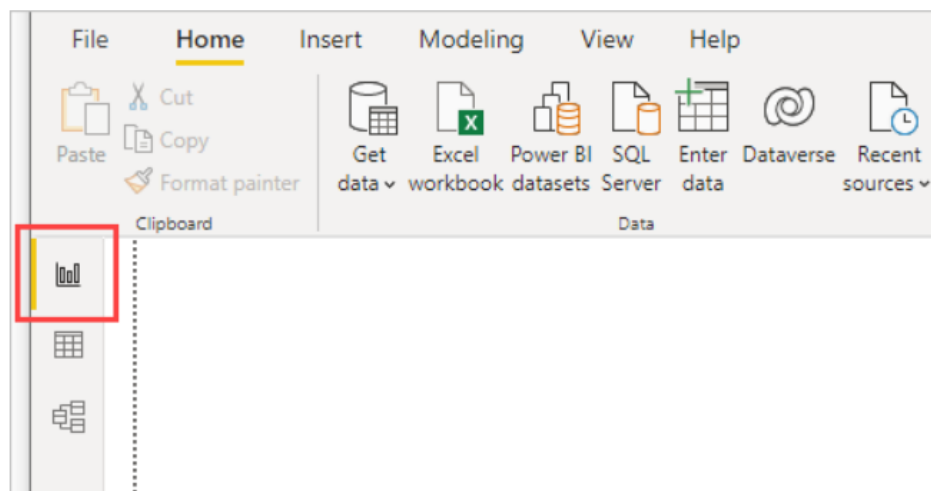 File Home Insert Modeling View Help
Cut
Copy
Paste
Format painter
Clipboard
Get data
Excel workbook
Power BI datasets
SQL Server
Enter data
Dataverse
Recent sources
Data